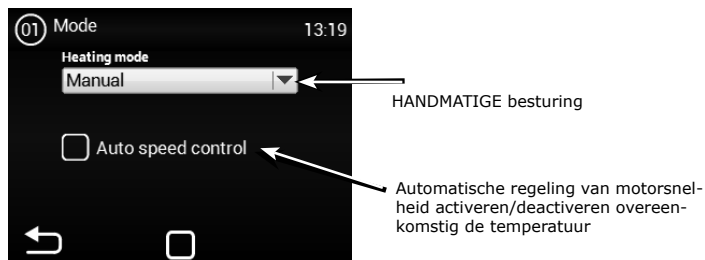 01 Mode 13:19
Heating mode
Manual
HANDMATIGE besturing
Auto speed control
Automatische regeling van motorsnel-
heid activeren/deactiveren overeen-
komstig de temperatuur